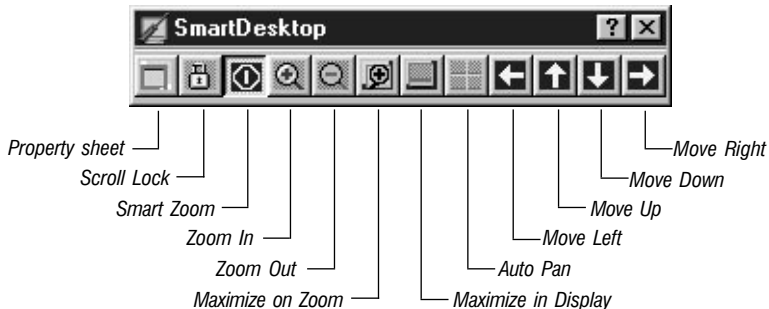 SmartDesktop
Property sheet
Move Right
Scroll Lock
Move Down
Smart Zoom
Move Up
Zoom In
Move Left
Zoom Out
Auto Pan
Maximize on Zoom
Maximize in Display